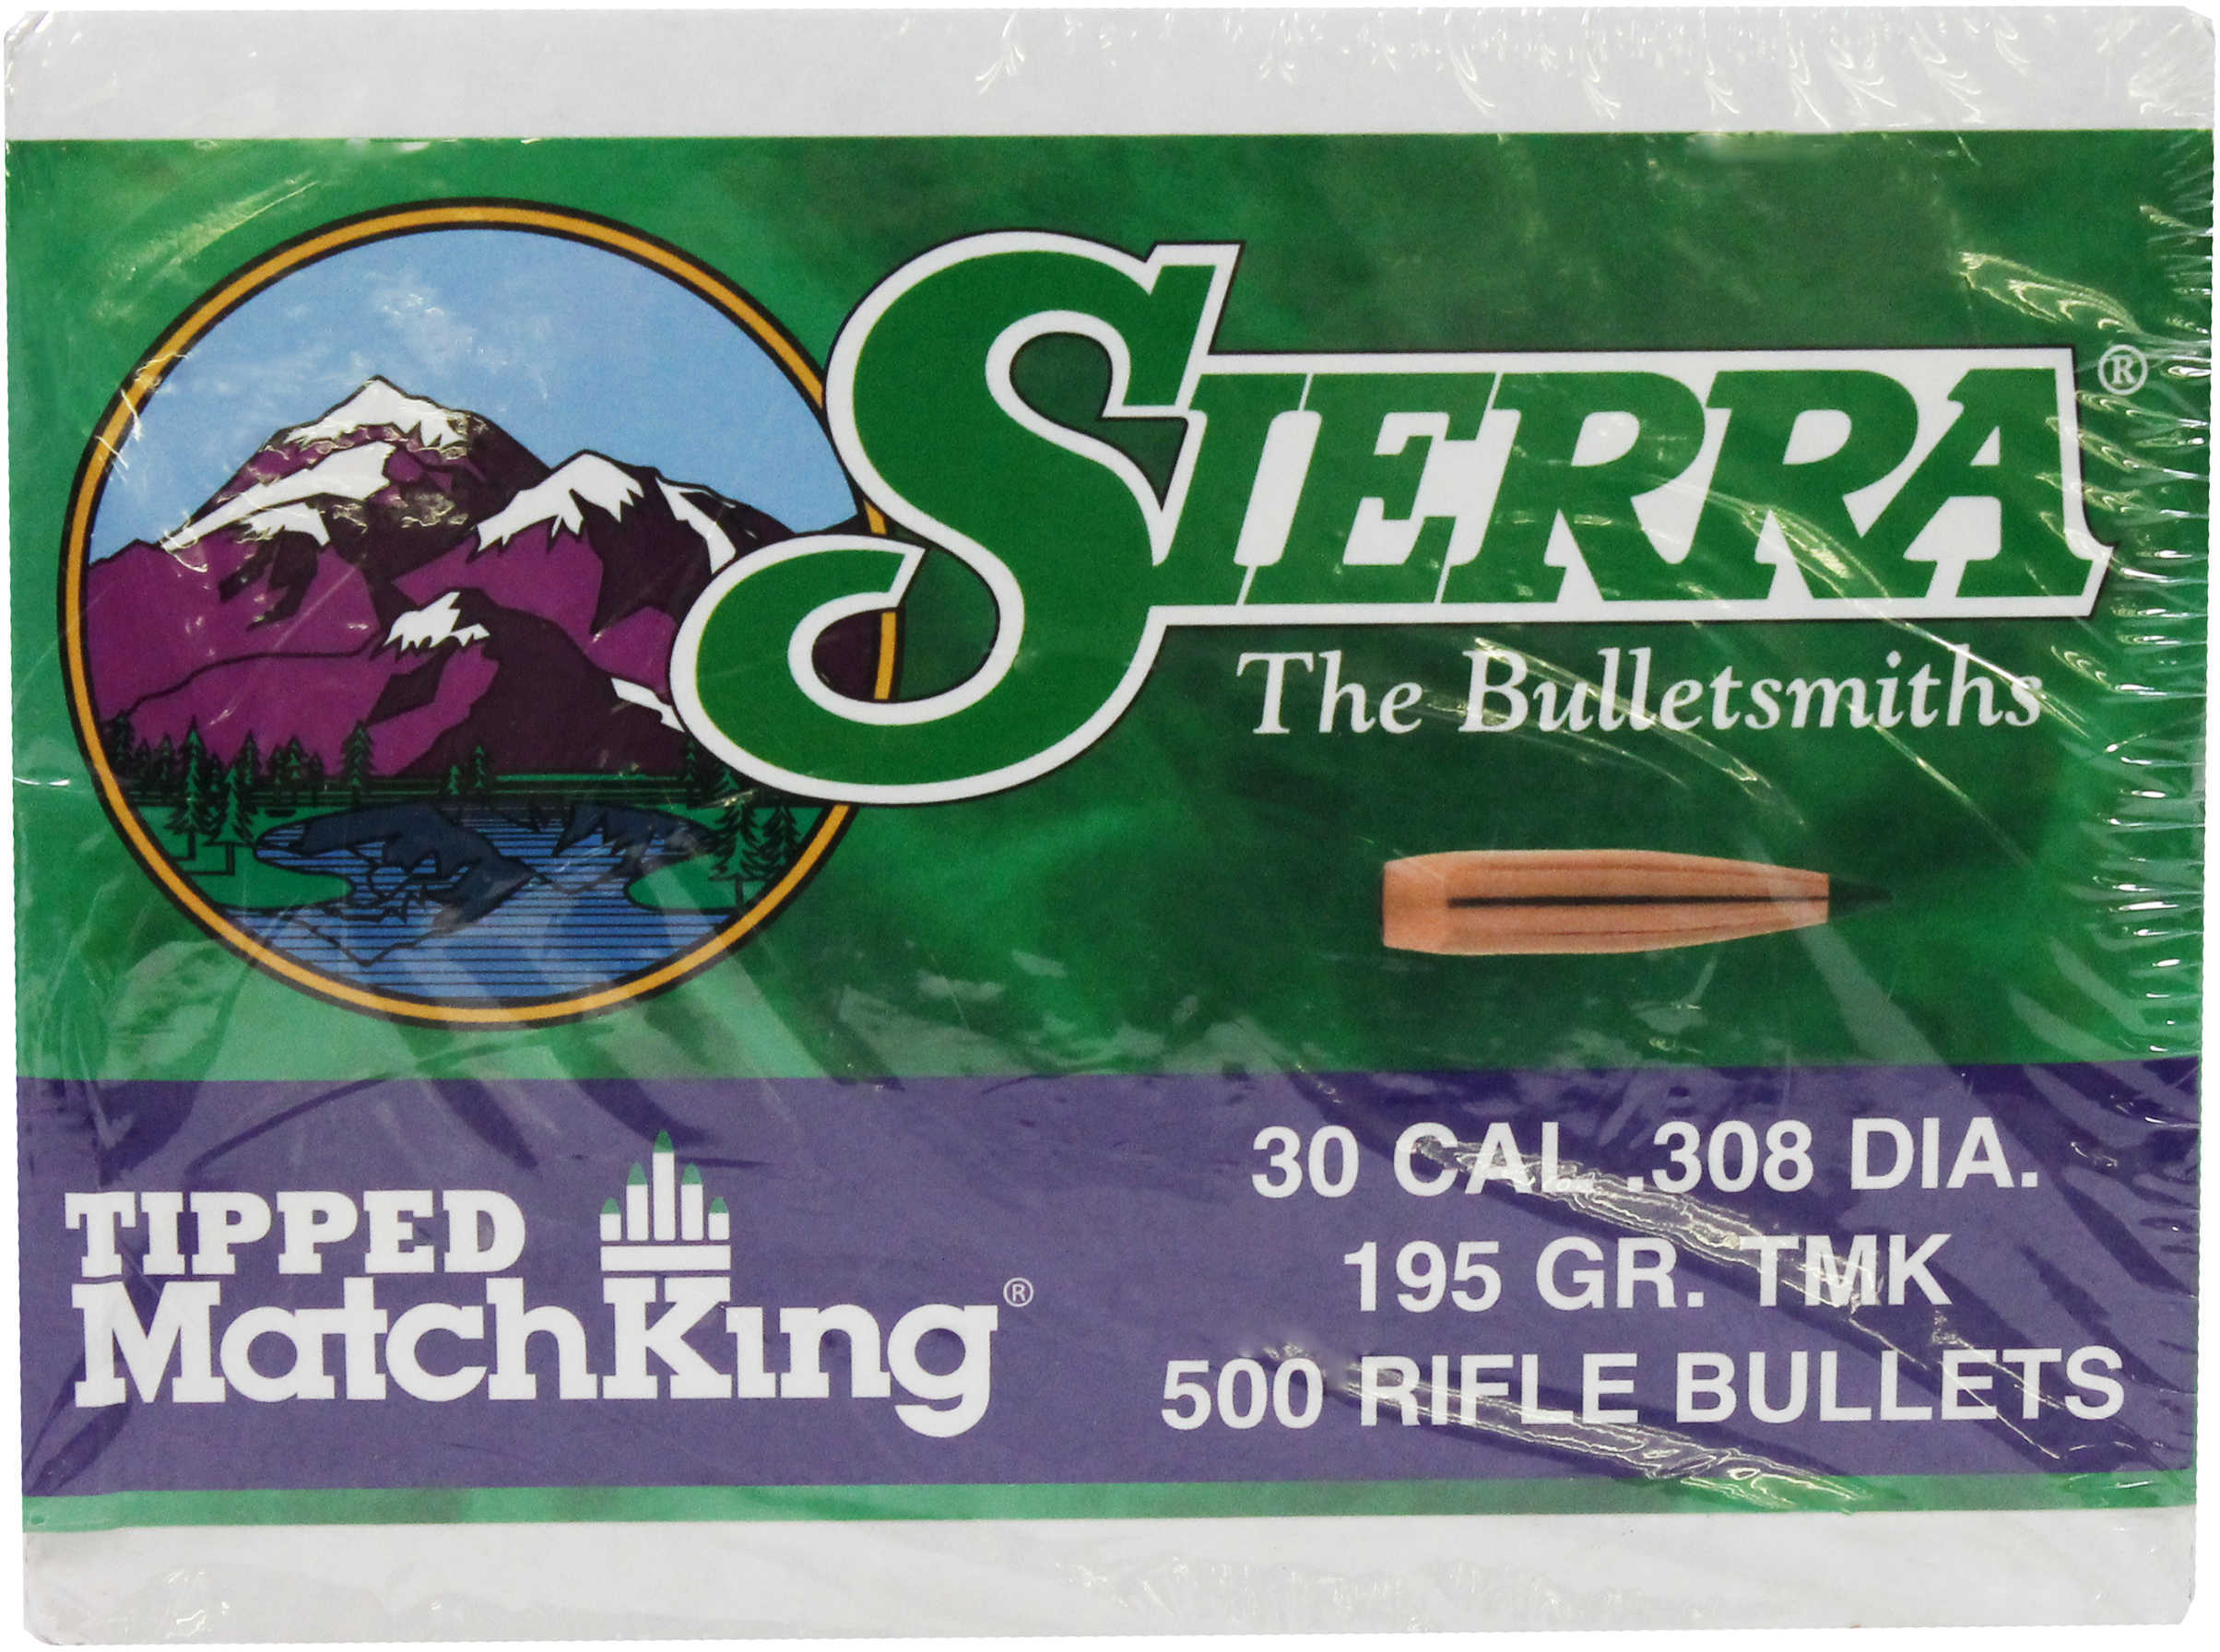 SIERRA®
The Bulletsmiths
TIPPED
MatchKing®
30 CAL .308 DIA.
195 GR. TMK
500 RIFLE BULLETS